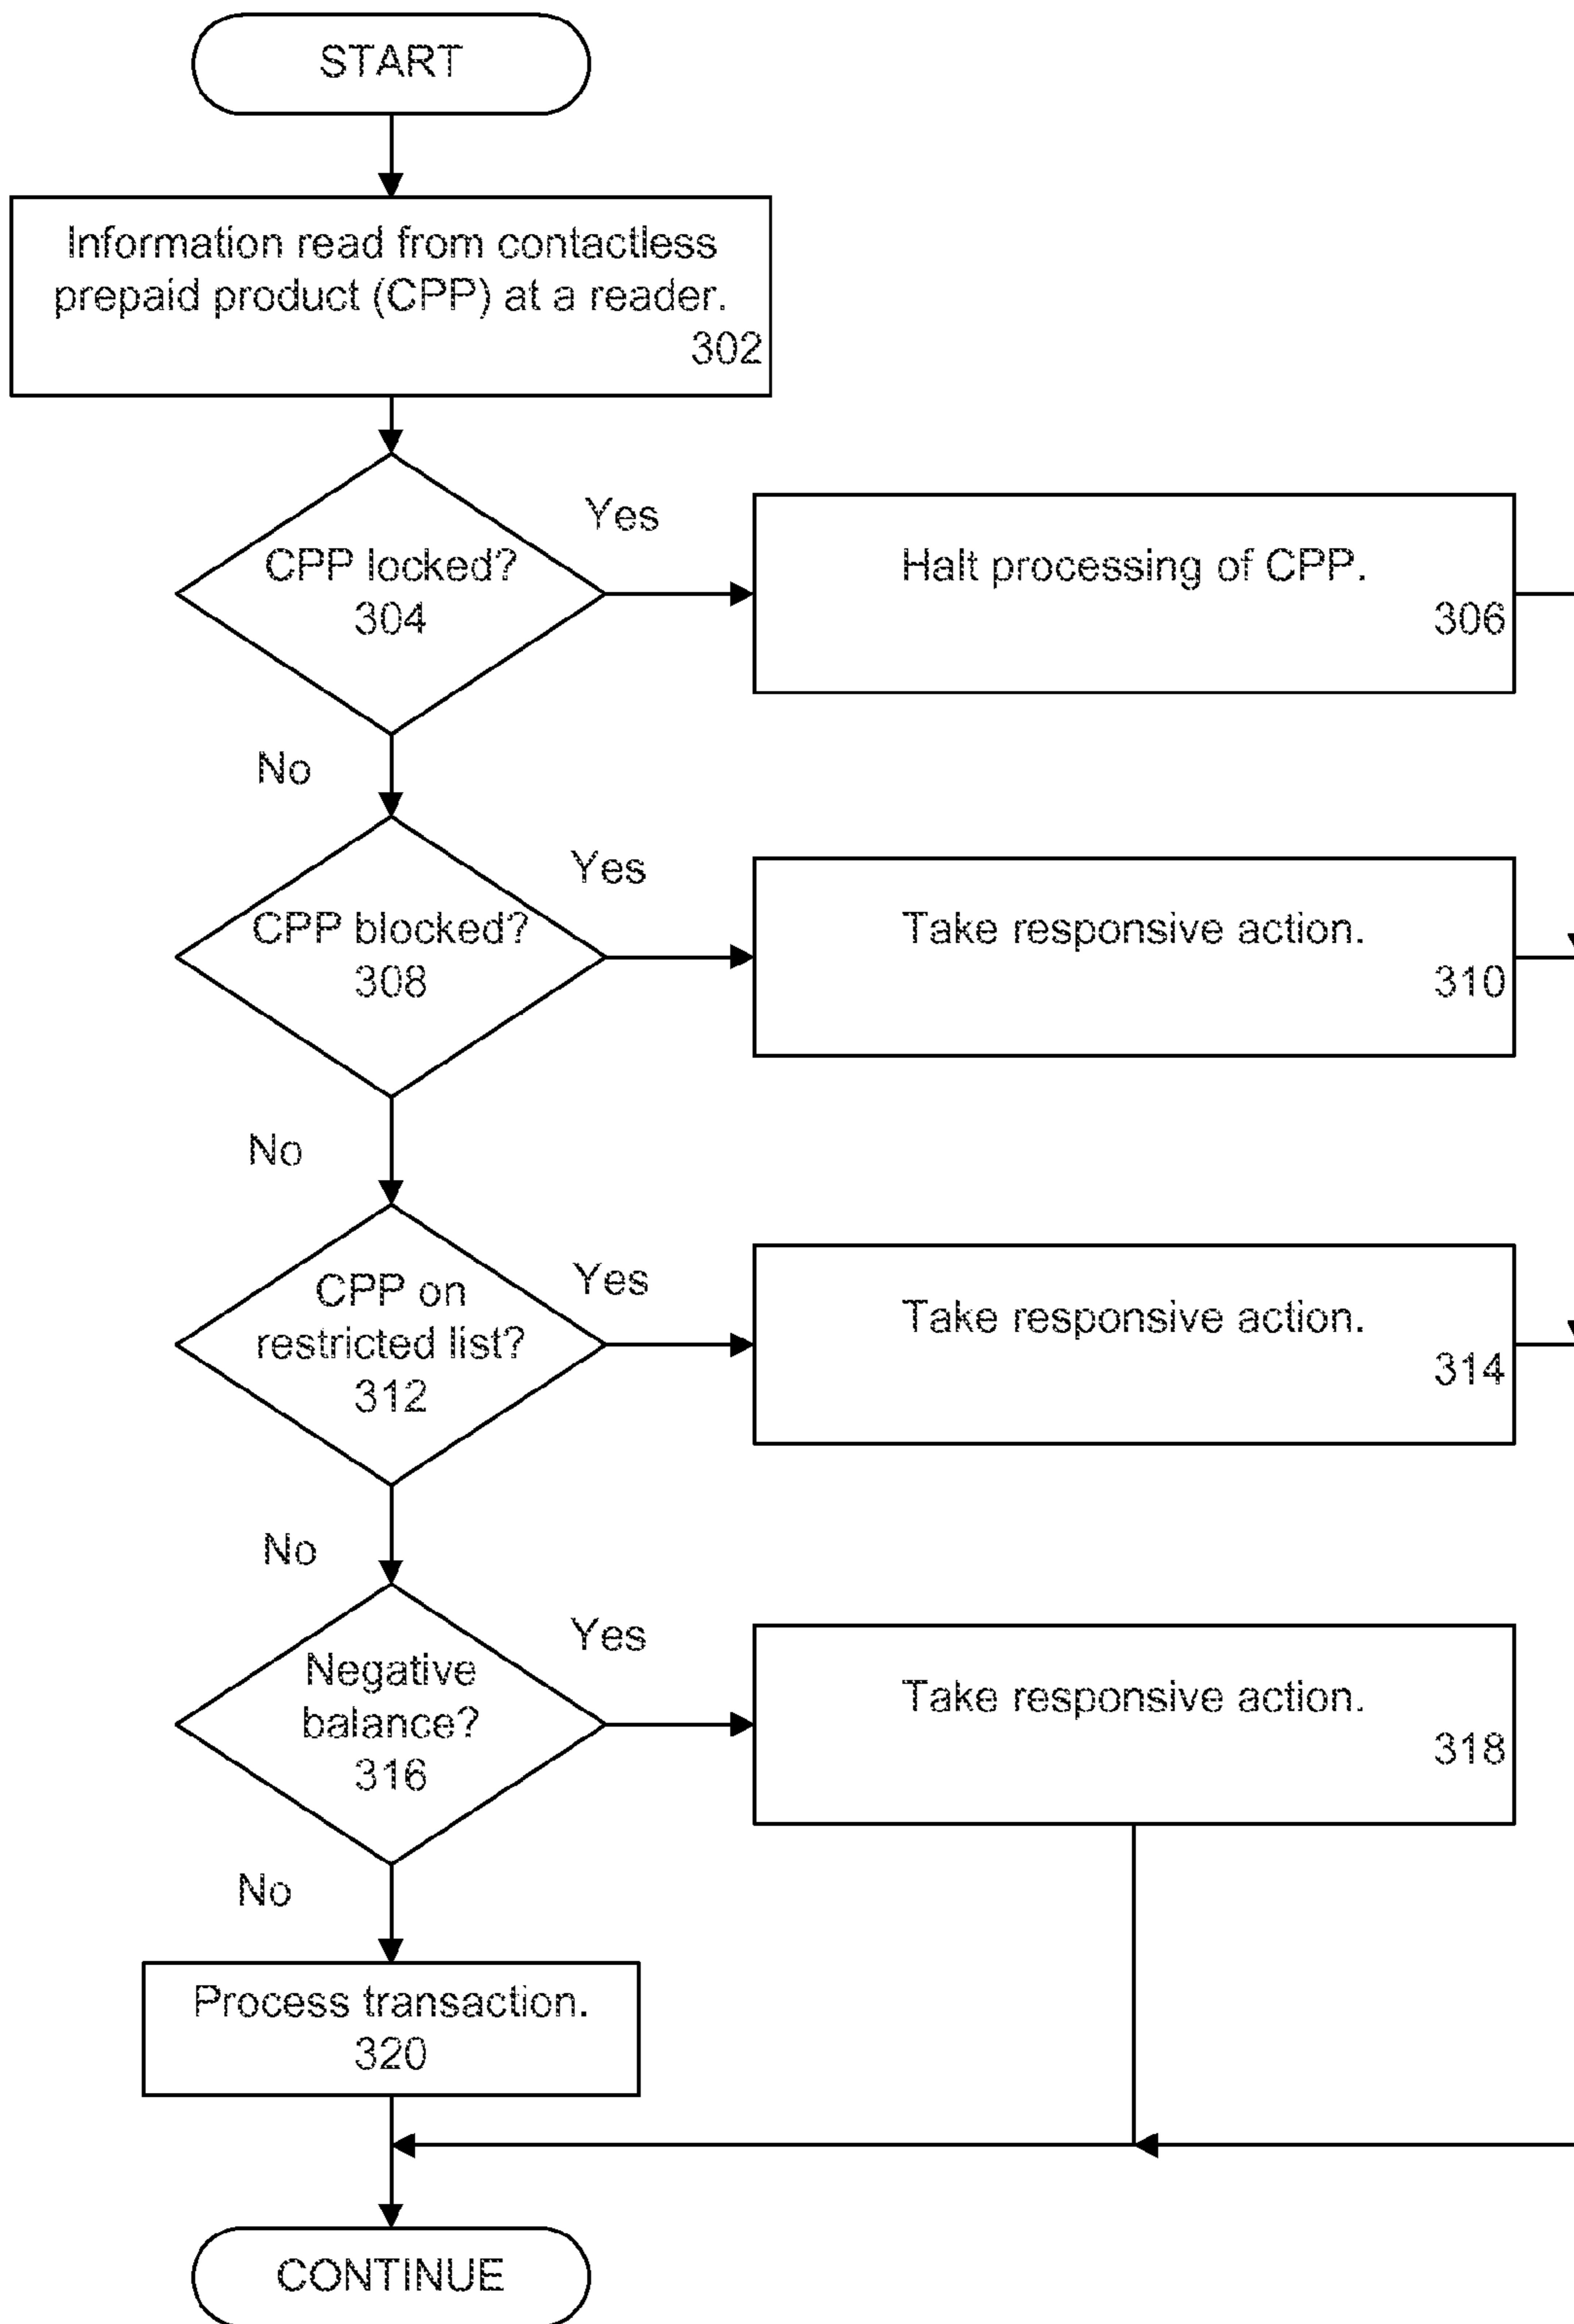 START
Information read from contactless
prepaid product (CPP) at a reader.
302
Yes
CPP locked?
304
Halt processing of CPP.
306
No
Yes
CPP blocked?
308
Take responsive action.
310
No
Yes
CPP on
restricted list?
312
Take responsive action.
314
No
Yes
Negative
balance?
316
Take responsive action.
318
No
Process transaction.
320
CONTINUE